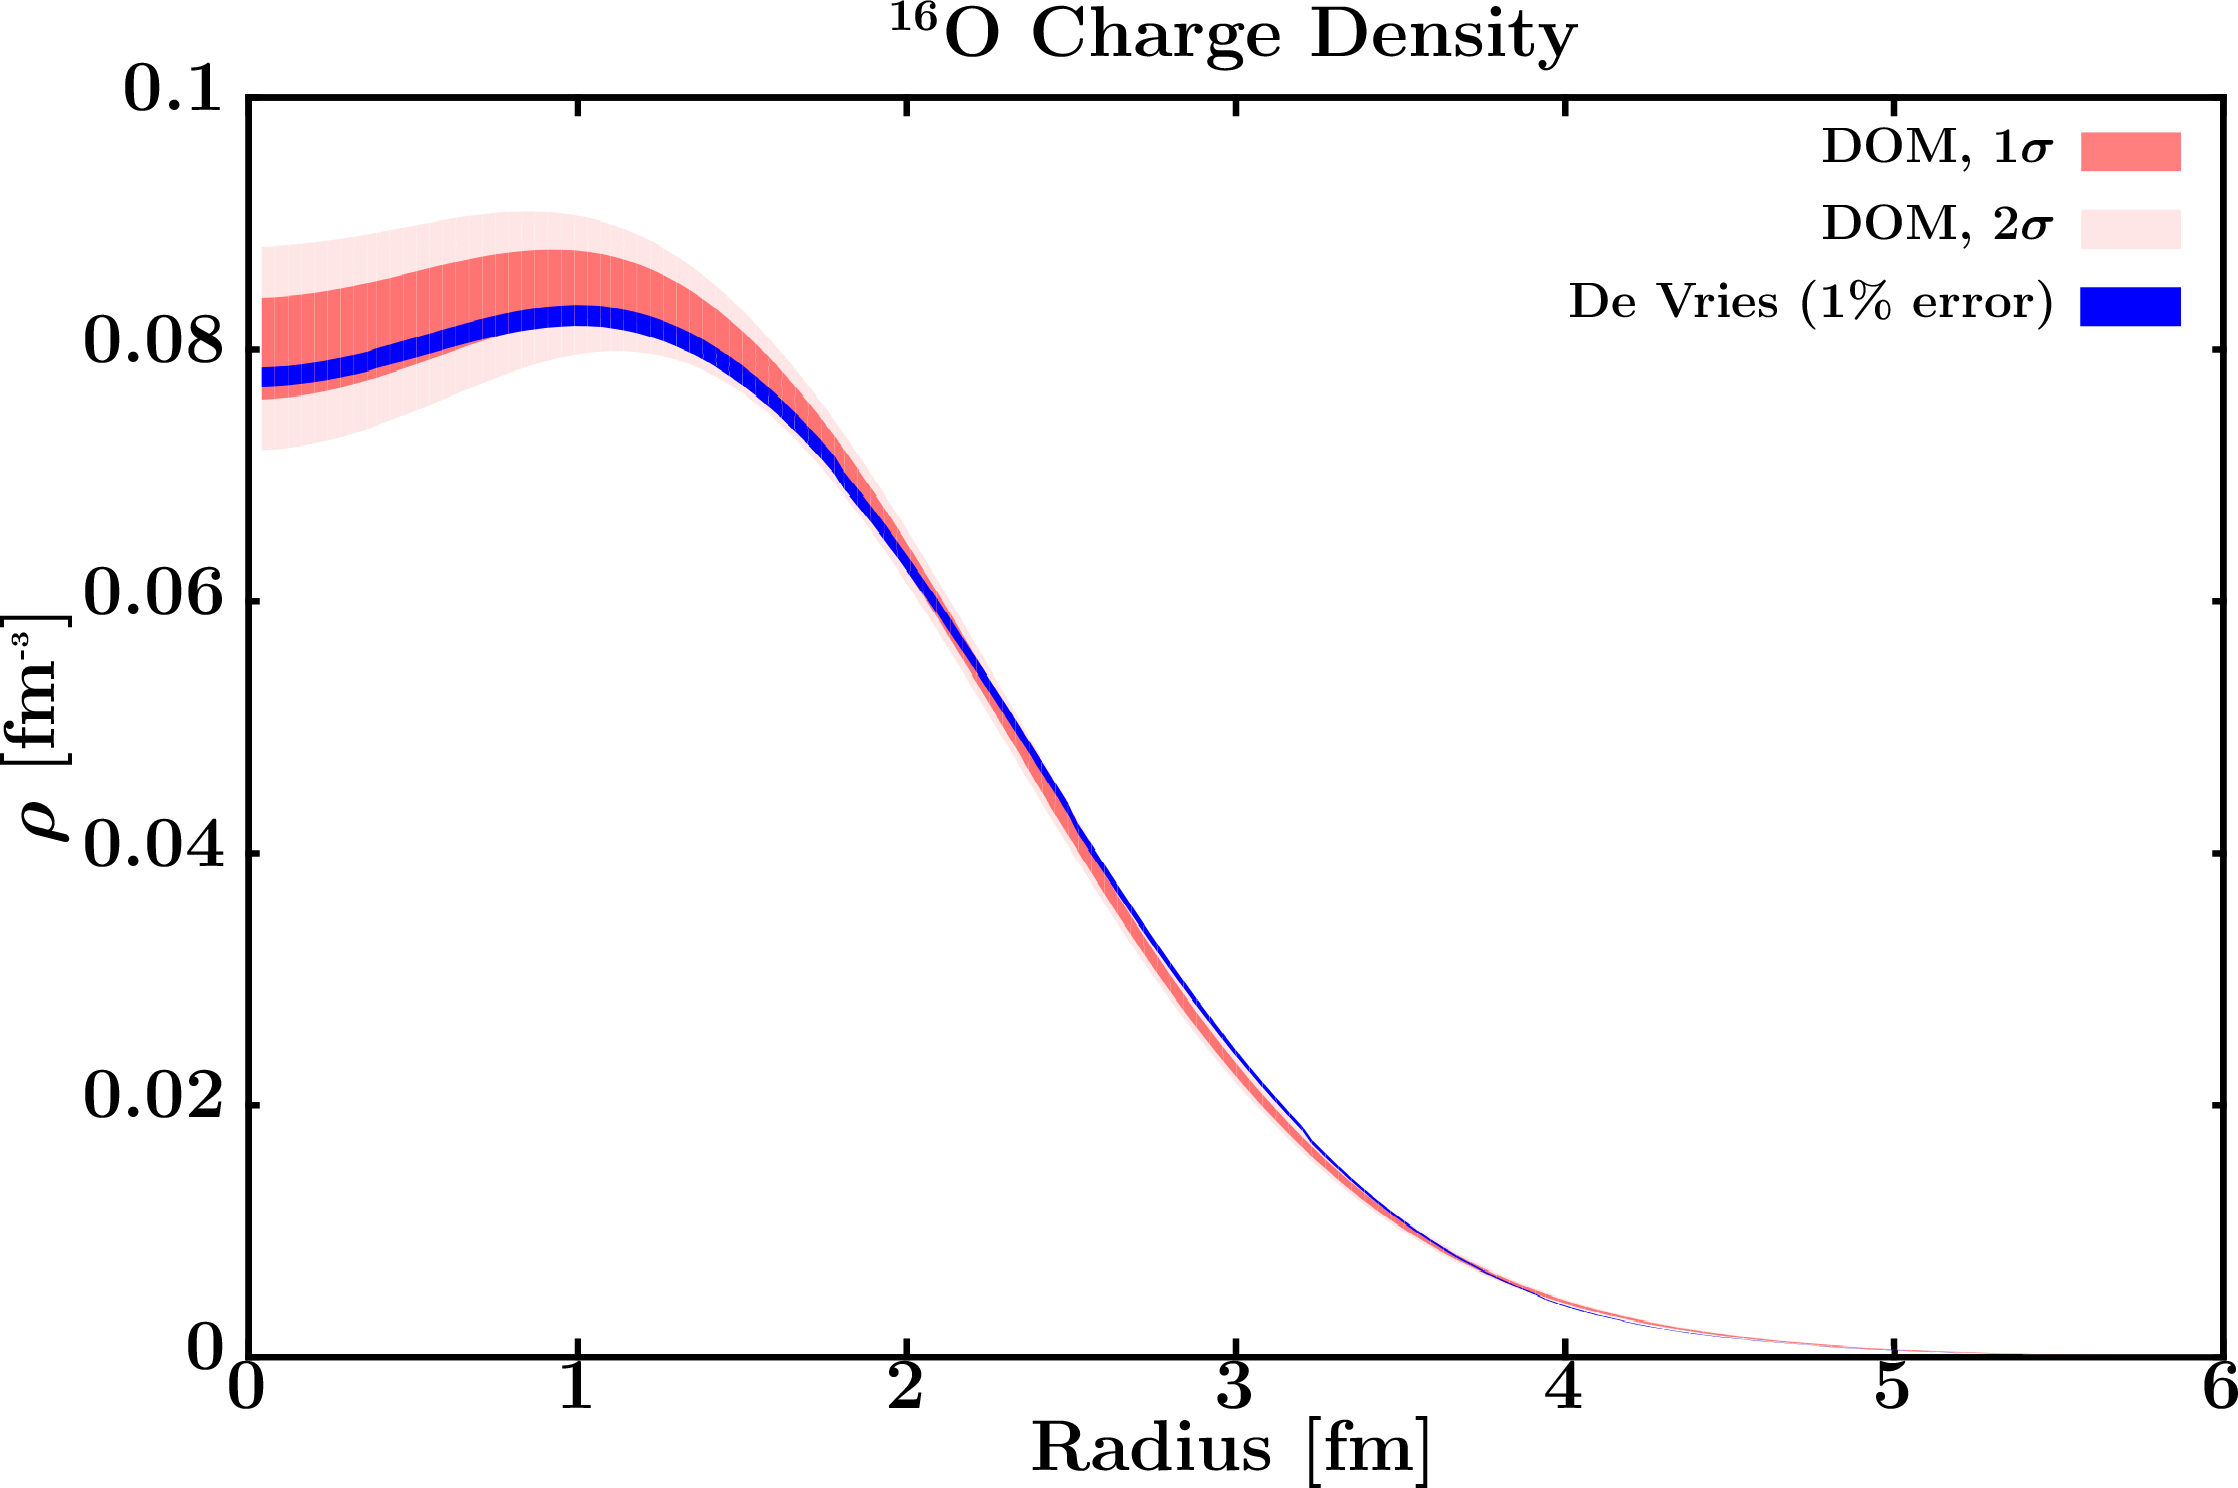 ¹⁶O Charge Density
0.1
0.08
0.06
0.04
0.02
0
ρ [fm⁻³]
DOM, 1σ
DOM, 2σ
De Vries (1% error)
0 1 2 3 4 5 6
Radius [fm]